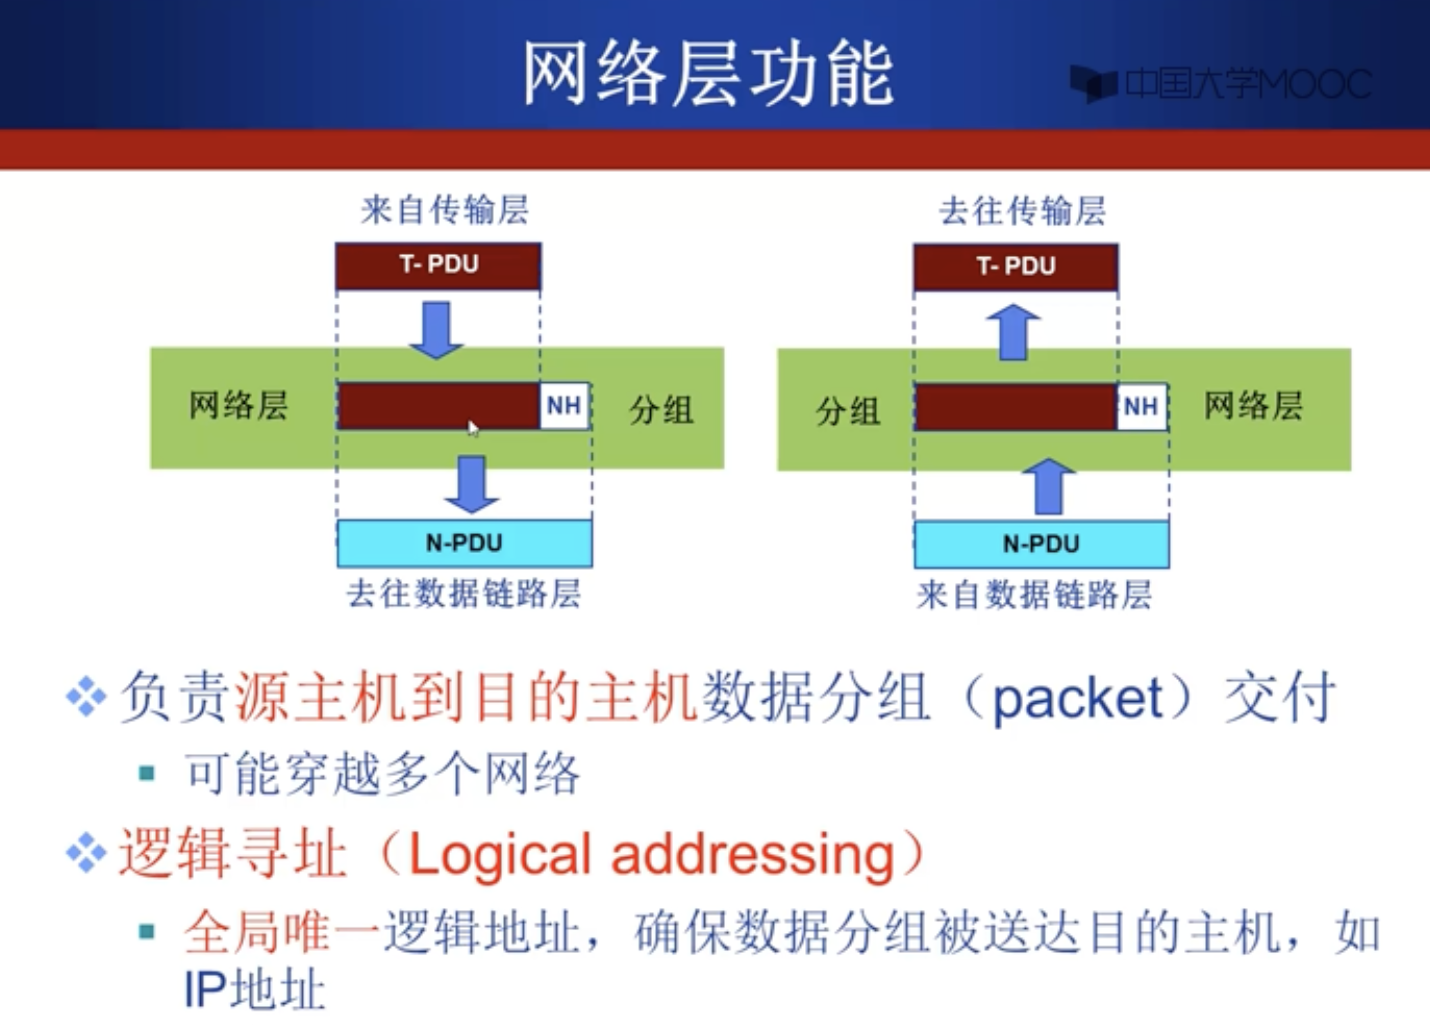 网络层功能
中国大学MOOC
来自传输层
去往传输层
T- PDU
T- PDU
网络层
NH
分组
分组
NH
网络层
N-PDU
N-PDU
去往数据链路层
来自数据链路层
负责源主机到目的主机数据分组（packet）交付
可能穿越多个网络
逻辑寻址（Logical addressing）
全局唯一逻辑地址，确保数据分组被送达目的主机，如
IP地址